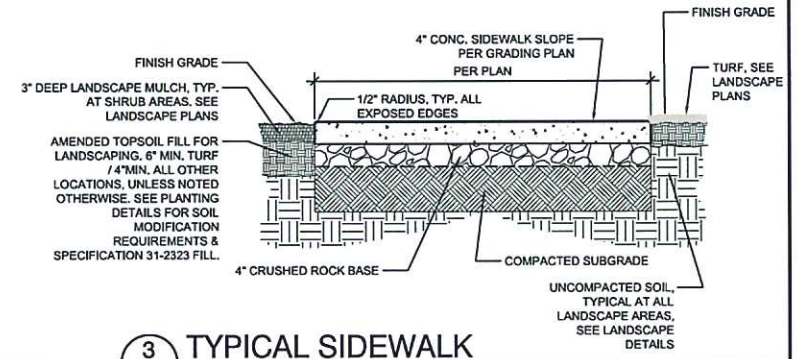 FINISH GRADE
4" CONC. SIDEWALK SLOPE
PER GRADING PLAN
PER PLAN
FINISH GRADE
3" DEEP LANDSCAPE MULCH, TYP.
AT SHRUB AREAS. SEE
LANDSCAPE PLANS
1/2" RADIUS, TYP. ALL
EXPOSED EDGES
TURF, SEE
LANDSCAPE
PLANS
AMENDED TOPSOIL FILL FOR
LANDSCAPING. 6" MIN. TURF
/ 4"MIN. ALL OTHER
LOCATIONS, UNLESS NOTED
OTHERWISE. SEE PLANTING
DETAILS FOR SOIL
MODIFICATION
REQUIREMENTS &
SPECIFICATION 31-2323 FILL.
4" CRUSHED ROCK BASE
COMPACTED SUBGRADE
UNCOMPACTED SOIL,
TYPICAL AT ALL
LANDSCAPE AREAS,
SEE LANDSCAPE
DETAILS
3
TYPICAL SIDEWALK